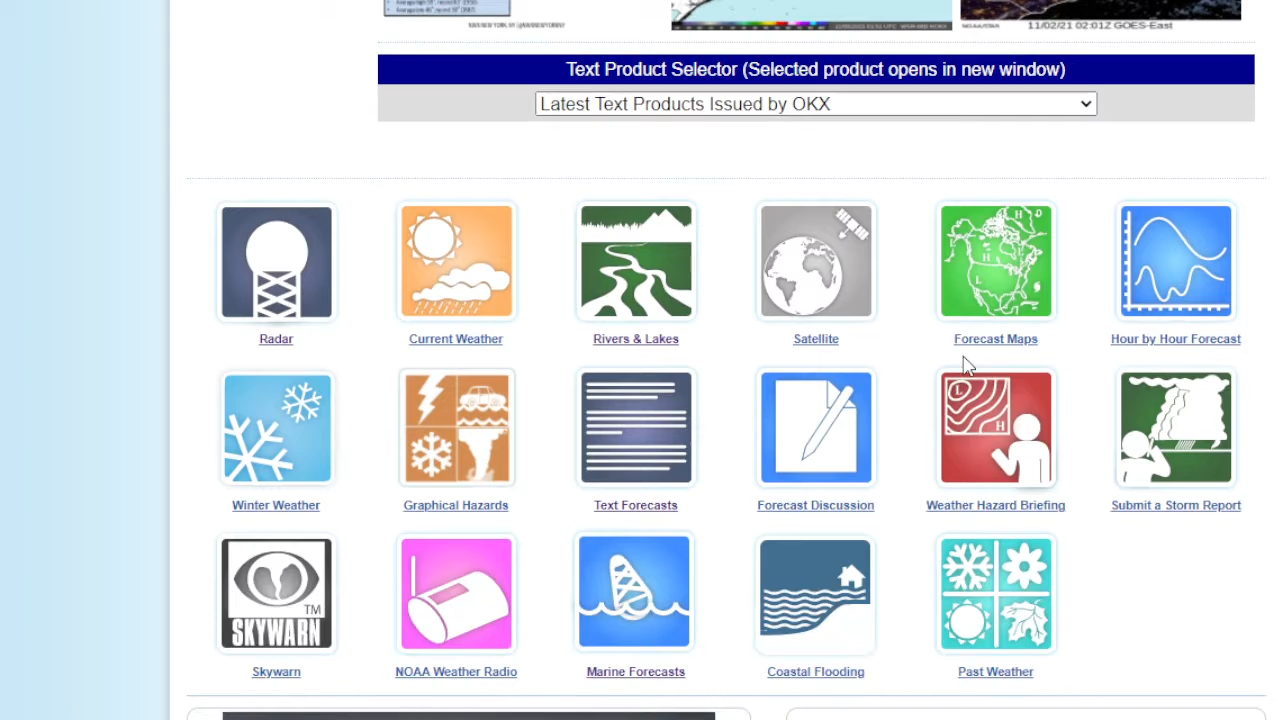 11/02/21 02:01Z GOES-East
Text Product Selector (Selected product opens in new window)
Latest Text Products Issued by OKX
H
H
L
Radar
Current Weather
Rivers & Lakes
Satellite
Forecast Maps
Hour by Hour Forecast
L
H
Winter Weather
Graphical Hazards
Text Forecasts
Forecast Discussion
Weather Hazard Briefing
Submit a Storm Report
TM
SKYWARN
Skywarn
NOAA Weather Radio
Marine Forecasts
Coastal Flooding
Past Weather